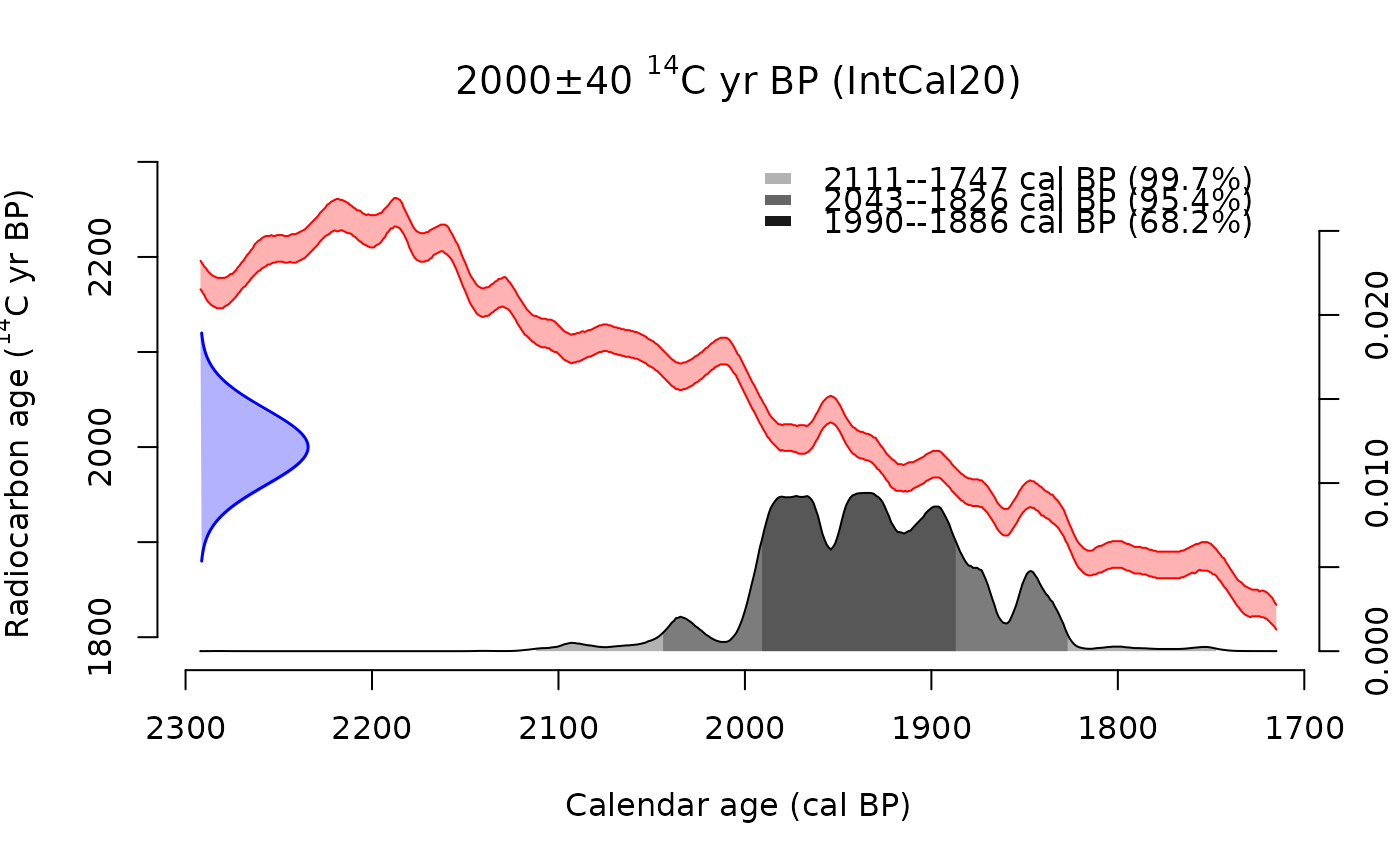 2000±40 ¹⁴C yr BP (IntCal20)
2111--1747 cal BP (99.7%)
2043--1826 cal BP (95.4%)
1990--1886 cal BP (68.2%)
Radiocarbon age (¹⁴C yr BP)
2200
2000
1800
0.020
0.010
0.000
2300 2200 2100 2000 1900 1800 1700
Calendar age (cal BP)